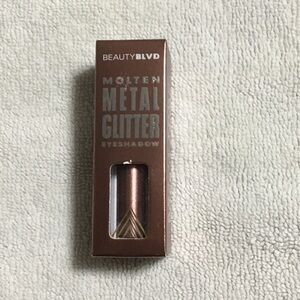 BEAUTYBLVD
MOLTEN
METAL
GLITTER
EYESHADOW